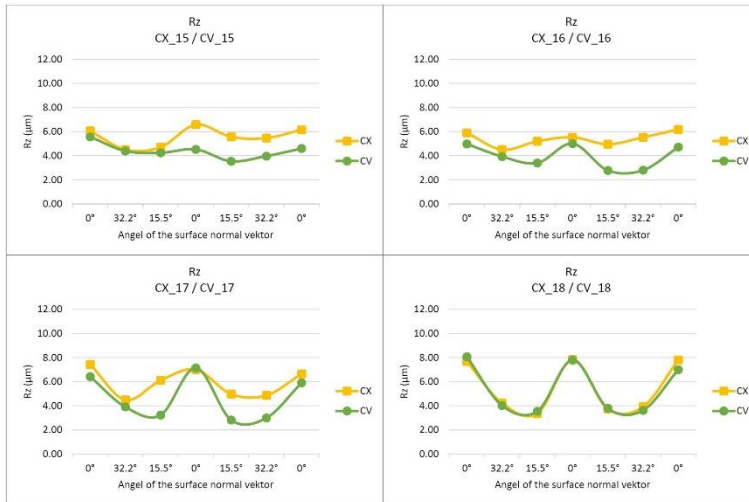 Rz
CX_15 / CV_15
12.00
10.00
8.00
6.00
4.00
2.00
0.00
Rz (µm)
0° 32.2° 15.5° 0° 15.5° 32.2° 0°
Angel of the surface normal vektor
CX
CV
Rz
CX_16 / CV_16
12.00
10.00
8.00
6.00
4.00
2.00
0.00
Rz (µm)
0° 32.2° 15.5° 0° 15.5° 32.2° 0°
Angel of the surface normal vektor
CX
CV
Rz
CX_17 / CV_17
12.00
10.00
8.00
6.00
4.00
2.00
0.00
Rz (µm)
0° 32.2° 15.5° 0° 15.5° 32.2° 0°
Angel of the surface normal vektor
CX
CV
Rz
CX_18 / CV_18
12.00
10.00
8.00
6.00
4.00
2.00
0.00
Rz (µm)
0° 32.2° 15.5° 0° 15.5° 32.2° 0°
Angel of the surface normal vektor
CX
CV